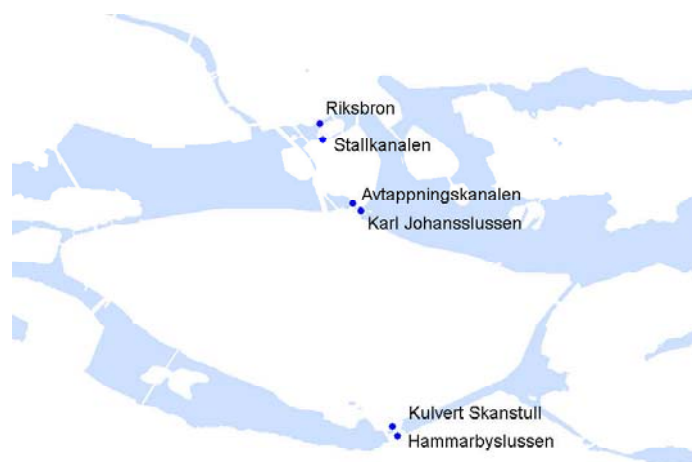 Riksbron
Stallkanalen
Avtappningskanalen
Karl Johansslussen
Kulvert Skanstull
Hammarbyslussen